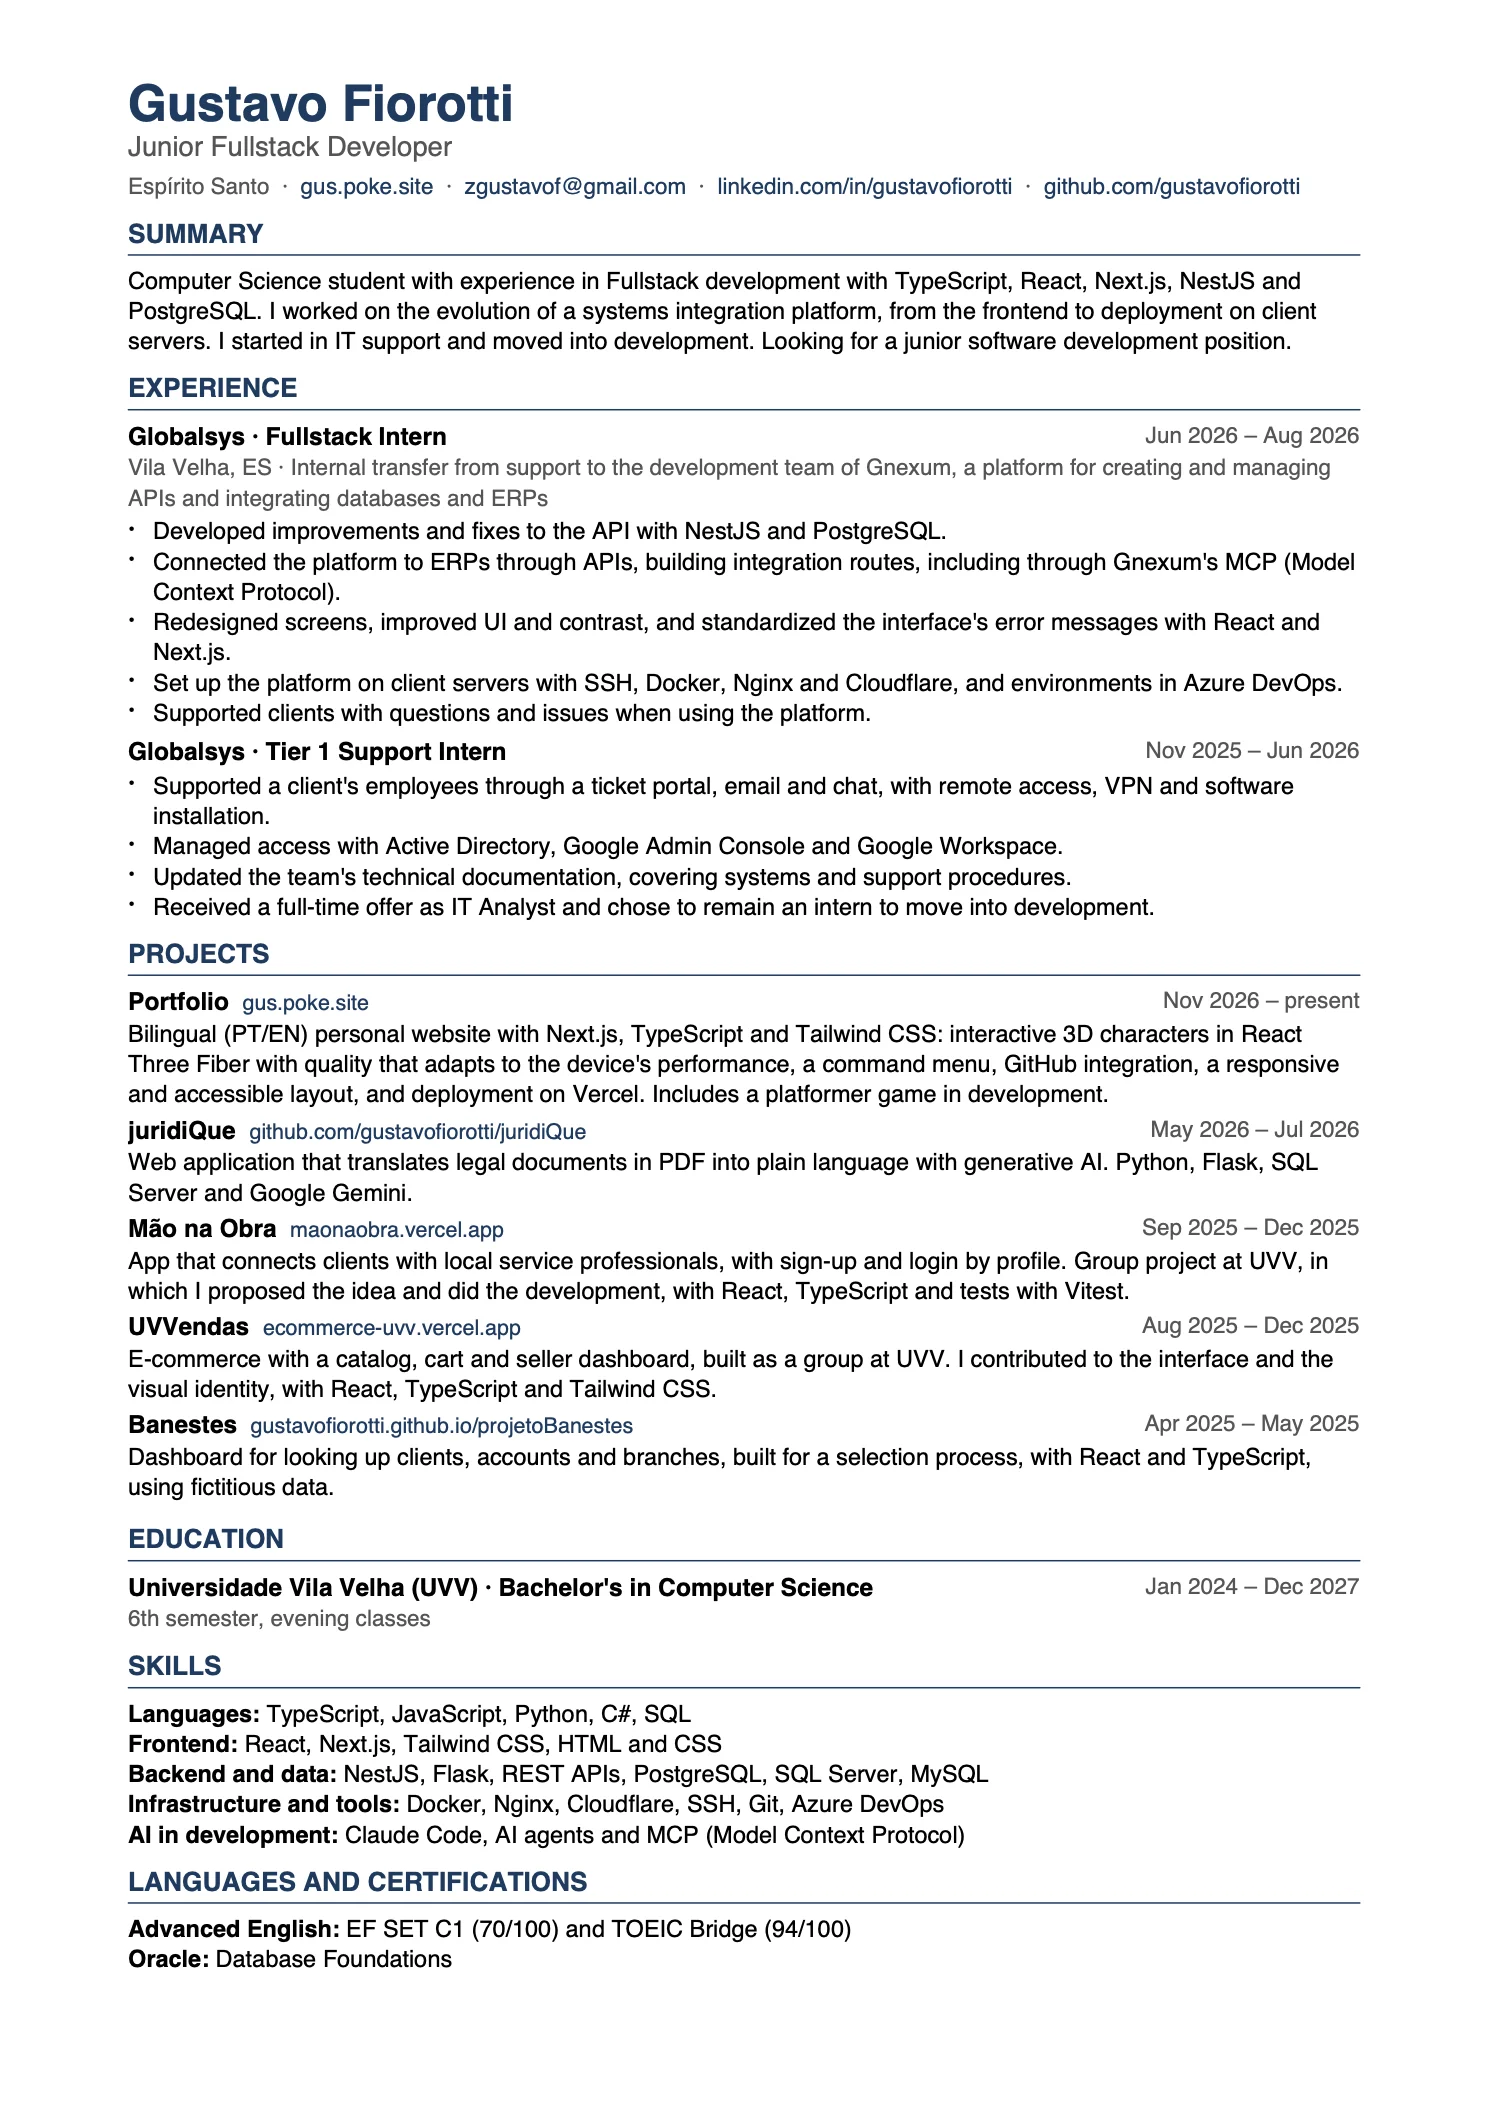 Gustavo Fiorotti
Junior Fullstack Developer
Espírito Santo · gus.poke.site · zgustavof@gmail.com · linkedin.com/in/gustavofiorotti · github.com/gustavofiorotti
SUMMARY
Computer Science student with experience in Fullstack development with TypeScript, React, Next.js, NestJS and
PostgreSQL. I worked on the evolution of a systems integration platform, from the frontend to deployment on client
servers. I started in IT support and moved into development. Looking for a junior software development position.
EXPERIENCE
Globalsys · Fullstack Intern Jun 2026 – Aug 2026
Vila Velha, ES · Internal transfer from support to the development team of Gnexum, a platform for creating and managing
APIs and integrating databases and ERPs
• Developed improvements and fixes to the API with NestJS and PostgreSQL.
• Connected the platform to ERPs through APIs, building integration routes, including through Gnexum's MCP (Model
Context Protocol).
• Redesigned screens, improved UI and contrast, and standardized the interface's error messages with React and
Next.js.
• Set up the platform on client servers with SSH, Docker, Nginx and Cloudflare, and environments in Azure DevOps.
• Supported clients with questions and issues when using the platform.
Globalsys · Tier 1 Support Intern Nov 2025 – Jun 2026
• Supported a client's employees through a ticket portal, email and chat, with remote access, VPN and software
installation.
• Managed access with Active Directory, Google Admin Console and Google Workspace.
• Updated the team's technical documentation, covering systems and support procedures.
• Received a full-time offer as IT Analyst and chose to remain an intern to move into development.
PROJECTS
Portfolio gus.poke.site Nov 2026 – present
Bilingual (PT/EN) personal website with Next.js, TypeScript and Tailwind CSS: interactive 3D characters in React
Three Fiber with quality that adapts to the device's performance, a command menu, GitHub integration, a responsive
and accessible layout, and deployment on Vercel. Includes a platformer game in development.
juridiQue github.com/gustavofiorotti/juridiQue May 2026 – Jul 2026
Web application that translates legal documents in PDF into plain language with generative AI. Python, Flask, SQL
Server and Google Gemini.
Mão na Obra maonaobra.vercel.app Sep 2025 – Dec 2025
App that connects clients with local service professionals, with sign-up and login by profile. Group project at UVV, in
which I proposed the idea and did the development, with React, TypeScript and tests with Vitest.
UVVendas ecommerce-uvv.vercel.app Aug 2025 – Dec 2025
E-commerce with a catalog, cart and seller dashboard, built as a group at UVV. I contributed to the interface and the
visual identity, with React, TypeScript and Tailwind CSS.
Banestes gustavofiorotti.github.io/projetoBanestes Apr 2025 – May 2025
Dashboard for looking up clients, accounts and branches, built for a selection process, with React and TypeScript,
using fictitious data.
EDUCATION
Universidade Vila Velha (UVV) · Bachelor's in Computer Science Jan 2024 – Dec 2027
6th semester, evening classes
SKILLS
Languages: TypeScript, JavaScript, Python, C#, SQL
Frontend: React, Next.js, Tailwind CSS, HTML and CSS
Backend and data: NestJS, Flask, REST APIs, PostgreSQL, SQL Server, MySQL
Infrastructure and tools: Docker, Nginx, Cloudflare, SSH, Git, Azure DevOps
AI in development: Claude Code, AI agents and MCP (Model Context Protocol)
LANGUAGES AND CERTIFICATIONS
Advanced English: EF SET C1 (70/100) and TOEIC Bridge (94/100)
Oracle: Database Foundations